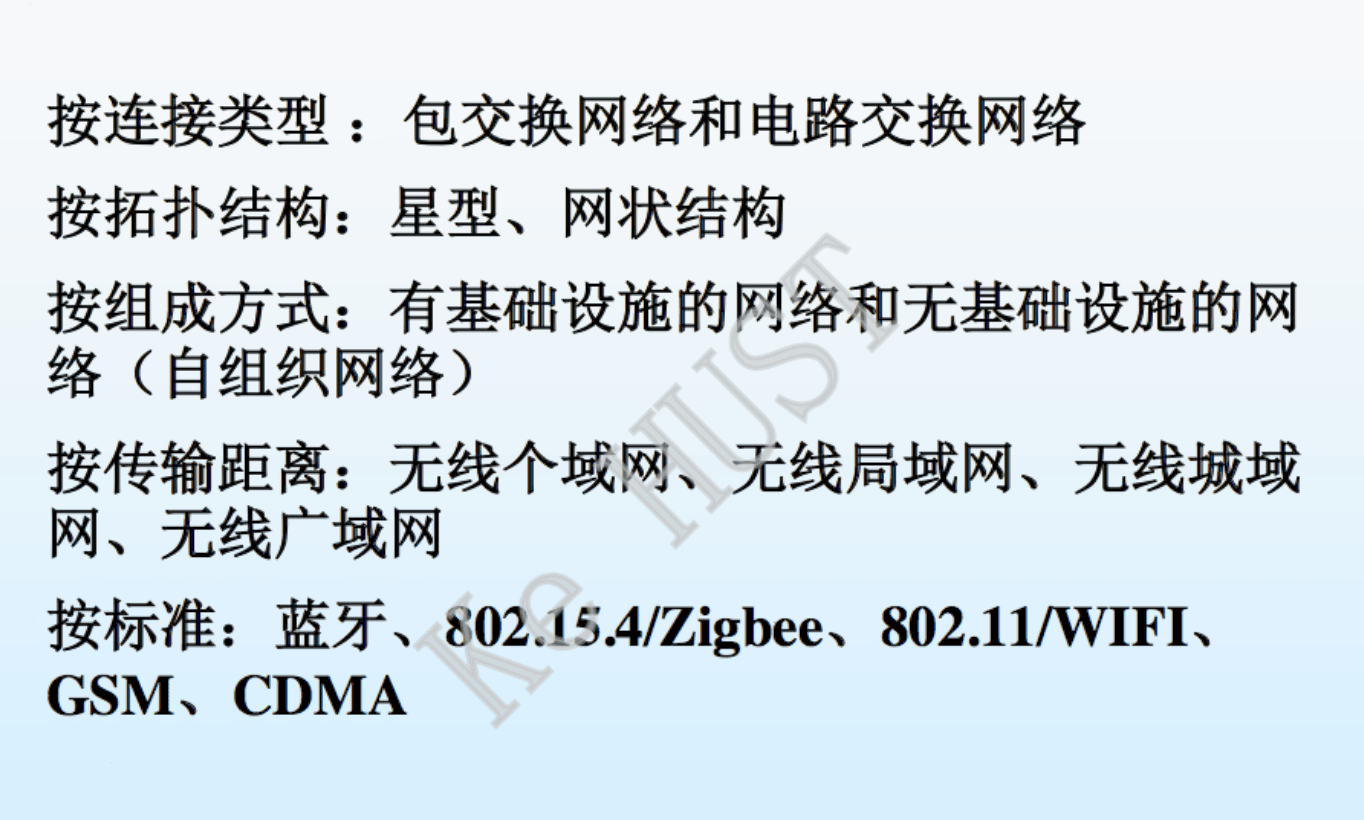 按连接类型：包交换网络和电路交换网络
按拓扑结构：星型、网状结构
按组成方式：有基础设施的网络和无基础设施的网
络（自组织网络）
按传输距离：无线个域网、无线局域网、无线城域
网、无线广域网
按标准：蓝牙、802.15.4/Zigbee、802.11/WIFI、
GSM、CDMA
Ke HUST